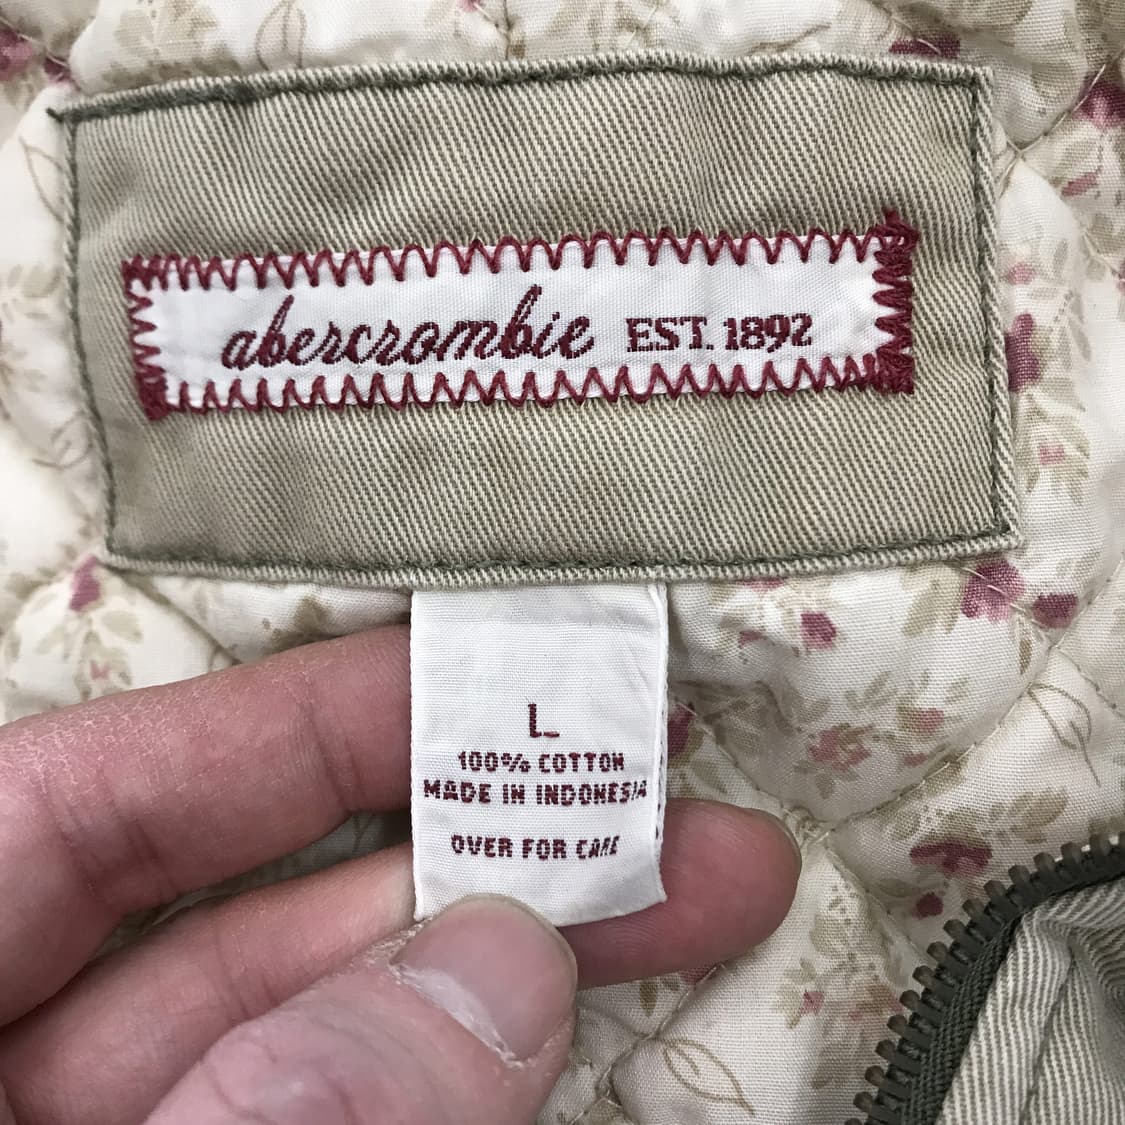 abercrombie EST. 1892
L
100% COTTON
MADE IN INDONESIA
OVER FOR CARE